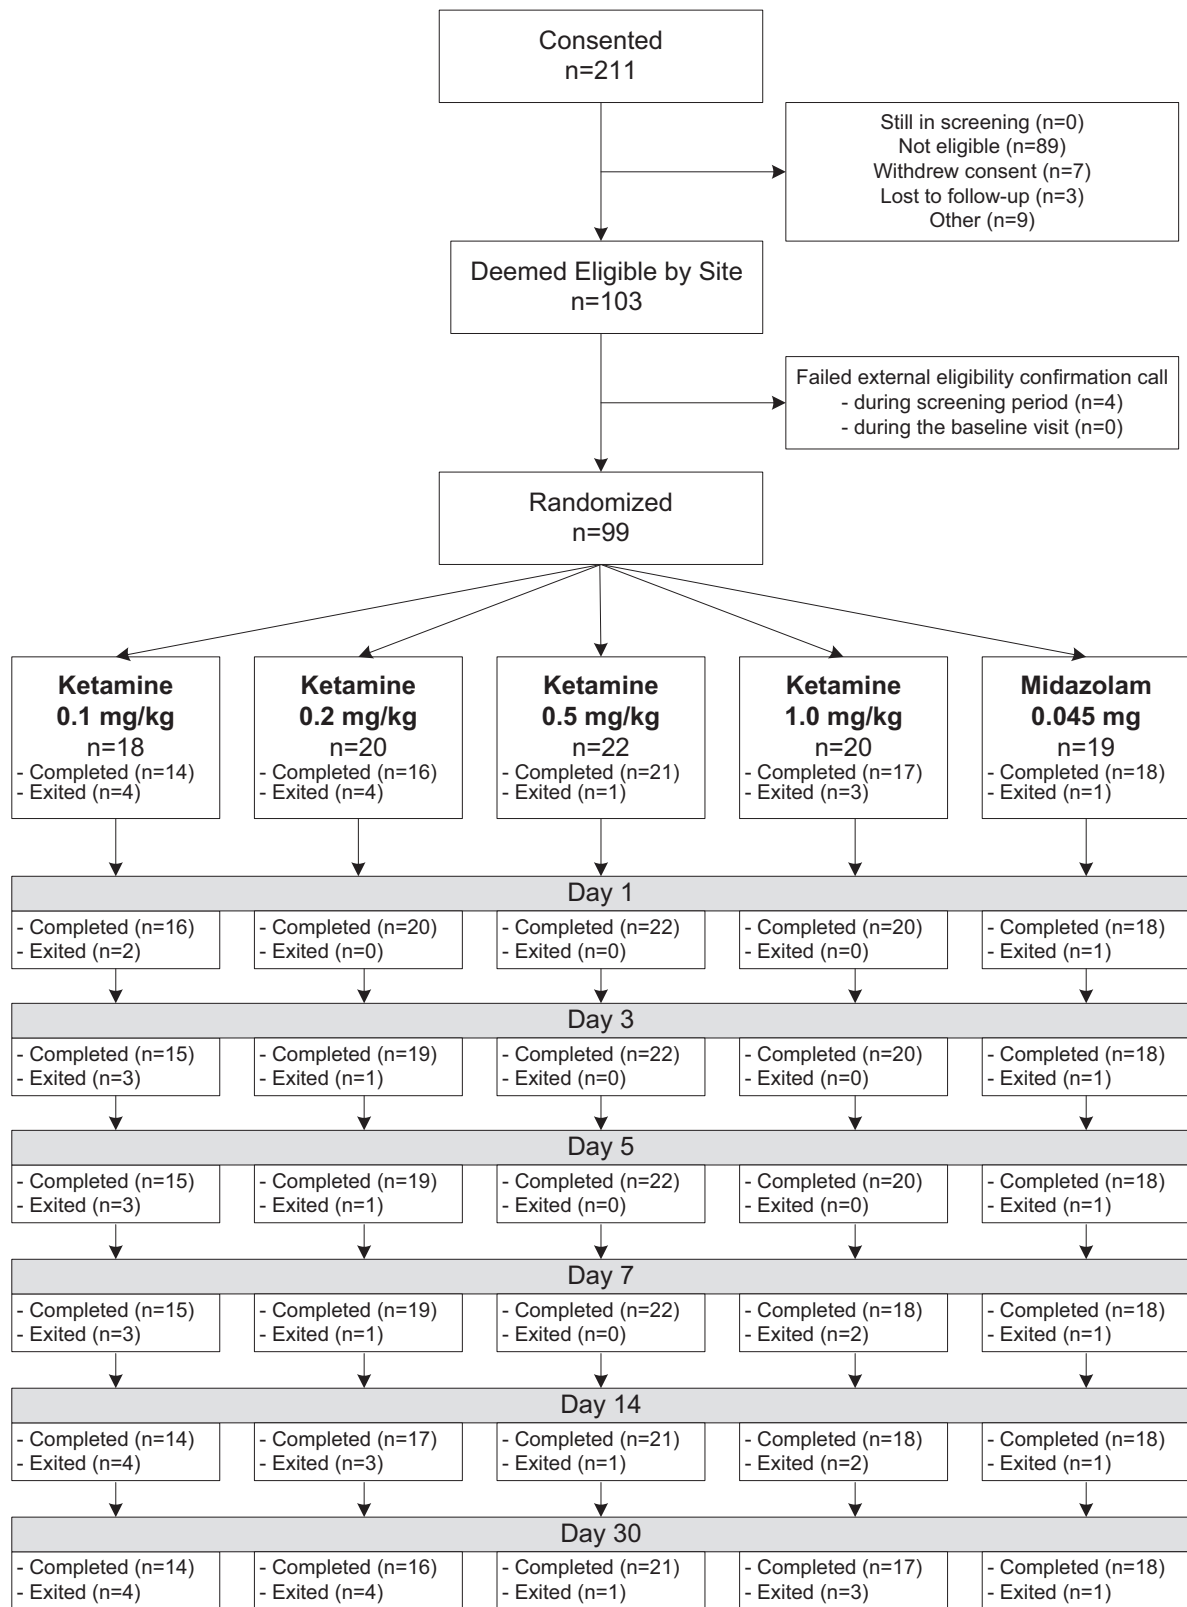 Consented
n=211
Still in screening (n=0)
Not eligible (n=89)
Withdrew consent (n=7)
Lost to follow-up (n=3)
Other (n=9)
Deemed Eligible by Site
n=103
Failed external eligibility confirmation call
- during screening period (n=4)
- during the baseline visit (n=0)
Randomized
n=99
Ketamine
0.1 mg/kg
n=18
- Completed (n=14)
- Exited (n=4)
Ketamine
0.2 mg/kg
n=20
- Completed (n=16)
- Exited (n=4)
Ketamine
0.5 mg/kg
n=22
- Completed (n=21)
- Exited (n=1)
Ketamine
1.0 mg/kg
n=20
- Completed (n=17)
- Exited (n=3)
Midazolam
0.045 mg
n=19
- Completed (n=18)
- Exited (n=1)
Day 1
- Completed (n=16)
- Exited (n=2)
- Completed (n=20)
- Exited (n=0)
- Completed (n=22)
- Exited (n=0)
- Completed (n=20)
- Exited (n=0)
- Completed (n=18)
- Exited (n=1)
Day 3
- Completed (n=15)
- Exited (n=3)
- Completed (n=19)
- Exited (n=1)
- Completed (n=22)
- Exited (n=0)
- Completed (n=20)
- Exited (n=0)
- Completed (n=18)
- Exited (n=1)
Day 5
- Completed (n=15)
- Exited (n=3)
- Completed (n=19)
- Exited (n=1)
- Completed (n=22)
- Exited (n=0)
- Completed (n=20)
- Exited (n=0)
- Completed (n=18)
- Exited (n=1)
Day 7
- Completed (n=15)
- Exited (n=3)
- Completed (n=19)
- Exited (n=1)
- Completed (n=22)
- Exited (n=0)
- Completed (n=18)
- Exited (n=2)
- Completed (n=18)
- Exited (n=1)
Day 14
- Completed (n=14)
- Exited (n=4)
- Completed (n=17)
- Exited (n=3)
- Completed (n=21)
- Exited (n=1)
- Completed (n=18)
- Exited (n=2)
- Completed (n=18)
- Exited (n=1)
Day 30
- Completed (n=14)
- Exited (n=4)
- Completed (n=16)
- Exited (n=4)
- Completed (n=21)
- Exited (n=1)
- Completed (n=17)
- Exited (n=3)
- Completed (n=18)
- Exited (n=1)